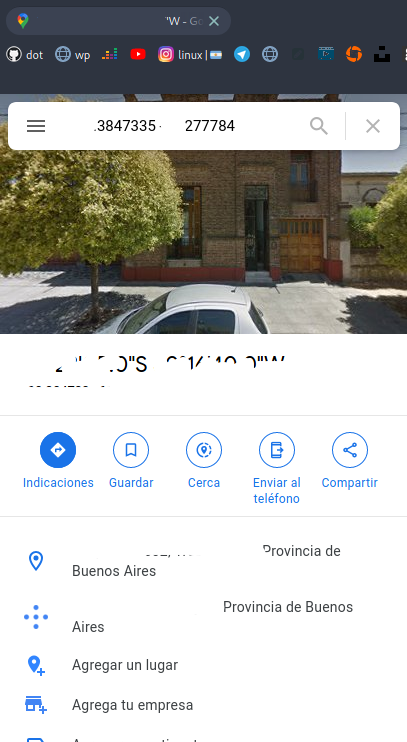 "W - Go
dot wp linux |
.3847335 - 277784
"S "W
Indicaciones Guardar Cerca Enviar al teléfono Compartir
Provincia de
Buenos Aires
Provincia de Buenos
Aires
Agregar un lugar
Agrega tu empresa